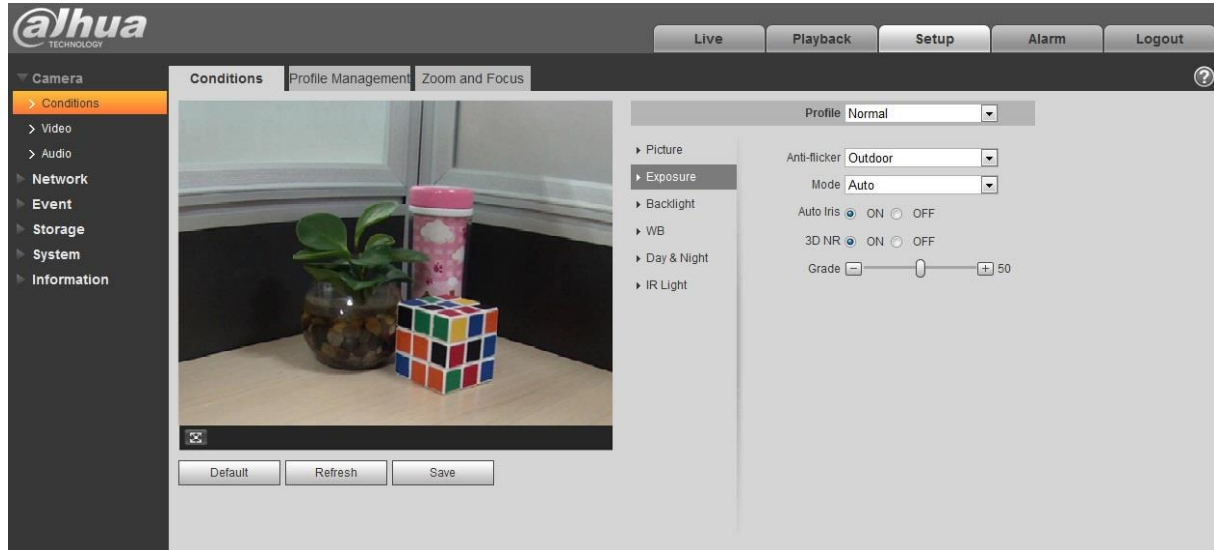 alhua
TECHNOLOGY
Live
Playback
Setup
Alarm
Logout
Camera
Conditions
Video
Audio
Network
Event
Storage
System
Information
Conditions
Profile Management
Zoom and Focus
?
Default
Refresh
Save
Profile Normal
Picture
Exposure
Backlight
WB
Day & Night
IR Light
Anti-flicker Outdoor
Mode Auto
Auto Iris ON OFF
3D NR ON OFF
Grade - + 50